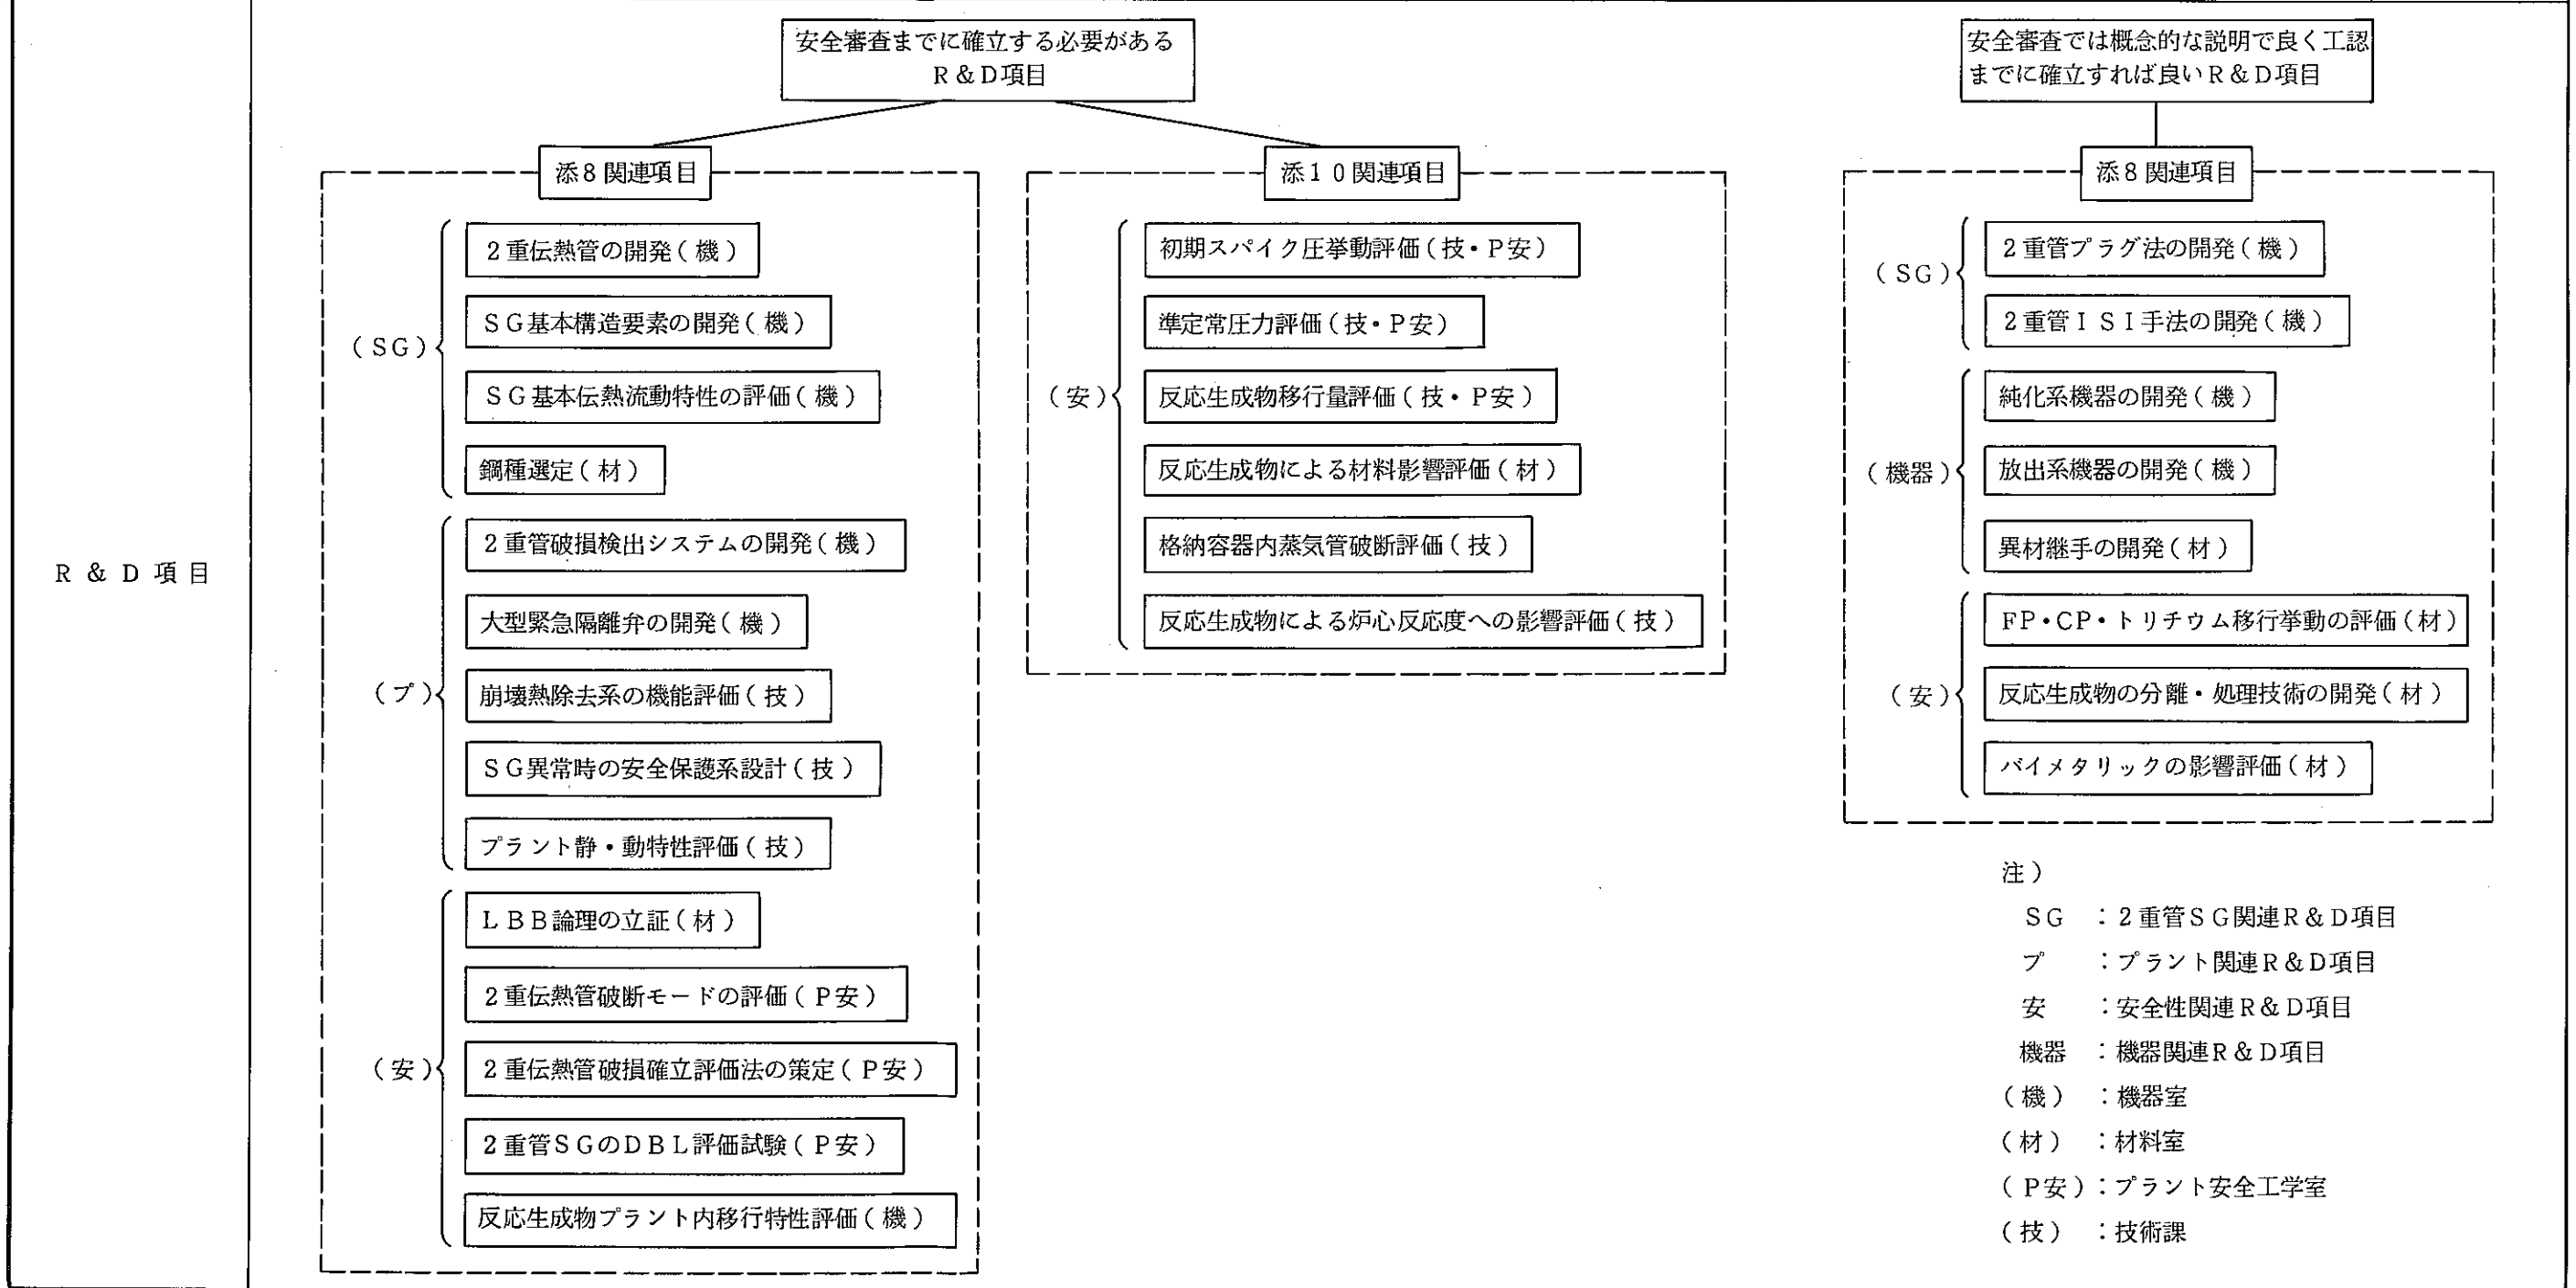 R & D 項目
安全審査までに確立する必要がある
R&D項目
添8関連項目
(SG)
2重伝熱管の開発(機)
SG基本構造要素の開発(機)
SG基本伝熱流動特性の評価(機)
鋼種選定(材)
(プ)
2重管破損検出システムの開発(機)
大型緊急隔離弁の開発(機)
崩壊熱除去系の機能評価(技)
SG異常時の安全保護系設計(技)
プラント静・動特性評価(技)
(安)
LBB論理の立証(材)
2重伝熱管破断モードの評価(P安)
2重伝熱管破損確立評価法の策定(P安)
2重管SGのDBL評価試験(P安)
反応生成物プラント内移行特性評価(機)
添10関連項目
(安)
初期スパイク圧挙動評価(技・P安)
準定常圧力評価(技・P安)
反応生成物移行量評価(技・P安)
反応生成物による材料影響評価(材)
格納容器内蒸気管破断評価(技)
反応生成物による炉心反応度への影響評価(技)
安全審査では概念的な説明で良く工認
までに確立すれば良いR&D項目
添8関連項目
(SG)
2重管プラグ法の開発(機)
2重管ISI手法の開発(機)
(機器)
純化系機器の開発(機)
放出系機器の開発(機)
異材継手の開発(材)
(安)
FP・CP・トリチウム移行挙動の評価(材)
反応生成物の分離・処理技術の開発(材)
バイメタリックの影響評価(材)
注)
SG :2重管SG関連R&D項目
プ :プラント関連R&D項目
安 :安全性関連R&D項目
機器 :機器関連R&D項目
(機) :機器室
(材) :材料室
(P安):プラント安全工学室
(技) :技術課